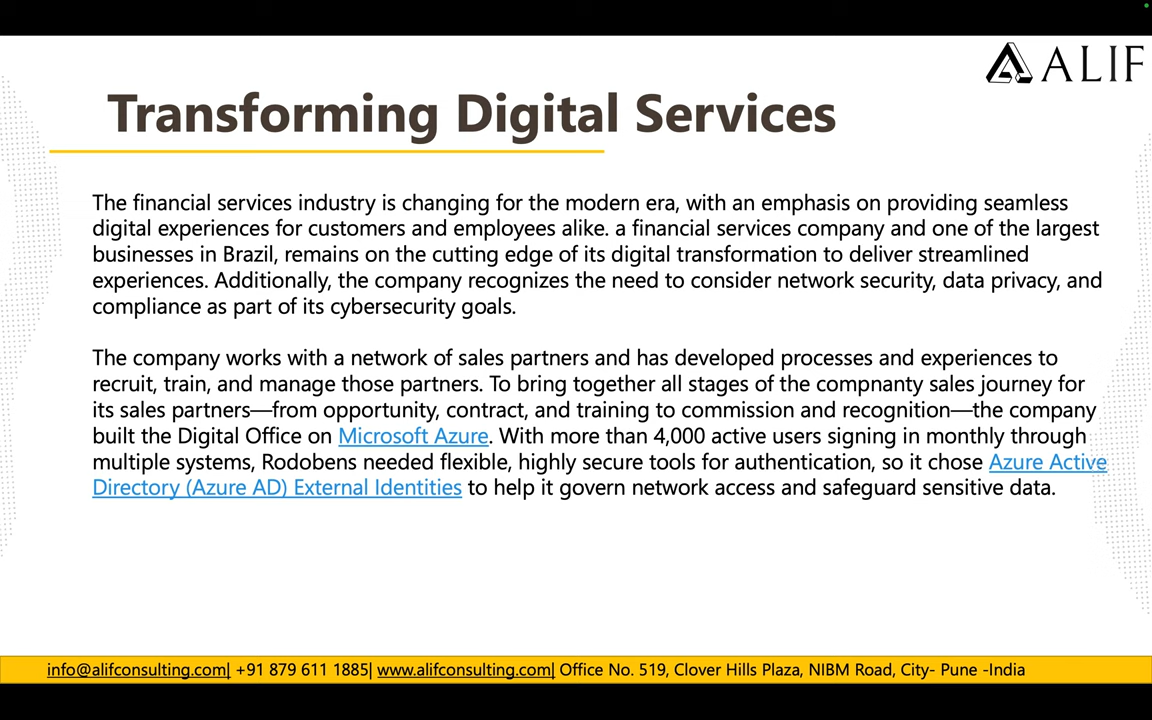 ALIF
Transforming Digital Services
The financial services industry is changing for the modern era, with an emphasis on providing seamless
digital experiences for customers and employees alike. a financial services company and one of the largest
businesses in Brazil, remains on the cutting edge of its digital transformation to deliver streamlined
experiences. Additionally, the company recognizes the need to consider network security, data privacy, and
compliance as part of its cybersecurity goals.
The company works with a network of sales partners and has developed processes and experiences to
recruit, train, and manage those partners. To bring together all stages of the compnanty sales journey for
its sales partners—from opportunity, contract, and training to commission and recognition—the company
built the Digital Office on Microsoft Azure. With more than 4,000 active users signing in monthly through
multiple systems, Rodobens needed flexible, highly secure tools for authentication, so it chose Azure Active
Directory (Azure AD) External Identities to help it govern network access and safeguard sensitive data.
info@alifconsulting.com| +91 879 611 1885| www.alifconsulting.com| Office No. 519, Clover Hills Plaza, NIBM Road, City- Pune -India